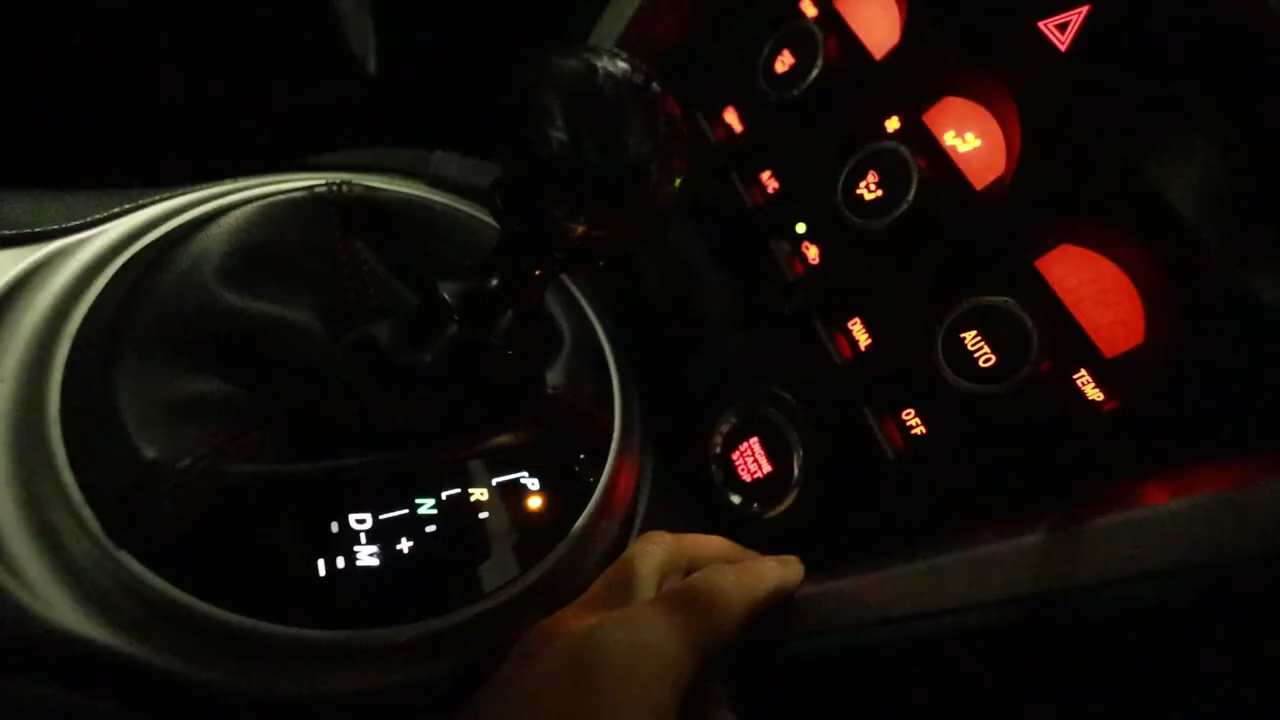 A/C
DUAL
AUTO
TEMP
OFF
ENGINE
START
STOP
P
R
N
D-M
+